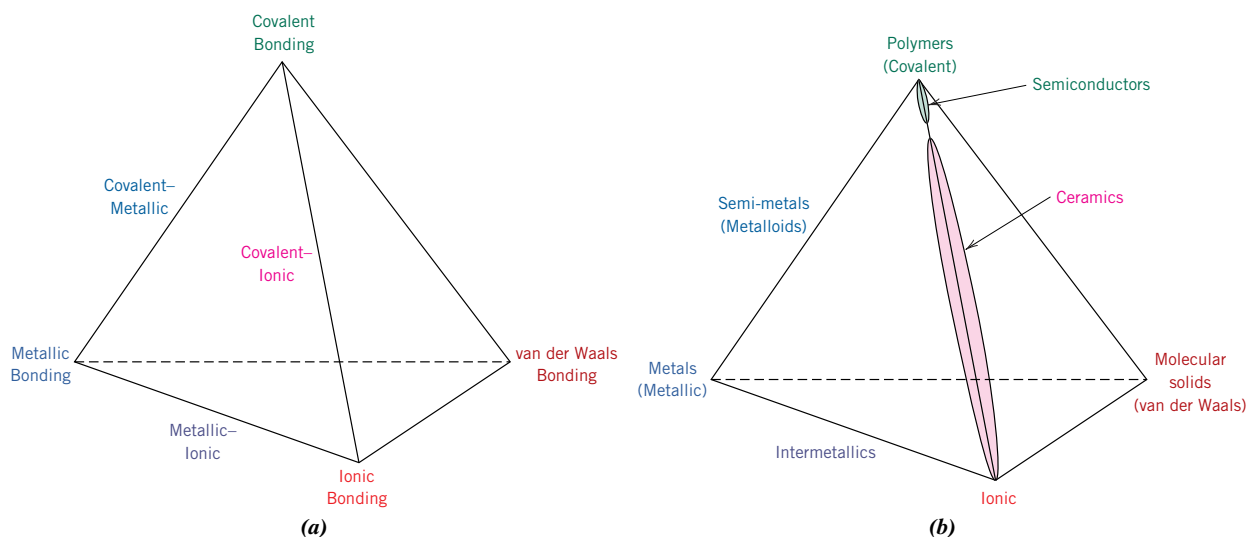 Covalent
Bonding
Covalent–
Metallic
Covalent–
Ionic
Metallic
Bonding
van der Waals
Bonding
Metallic–
Ionic
Ionic
Bonding
(a)
Polymers
(Covalent)
Semiconductors
Semi-metals
(Metalloids)
Ceramics
Metals
(Metallic)
Molecular
solids
(van der Waals)
Intermetallics
Ionic
(b)